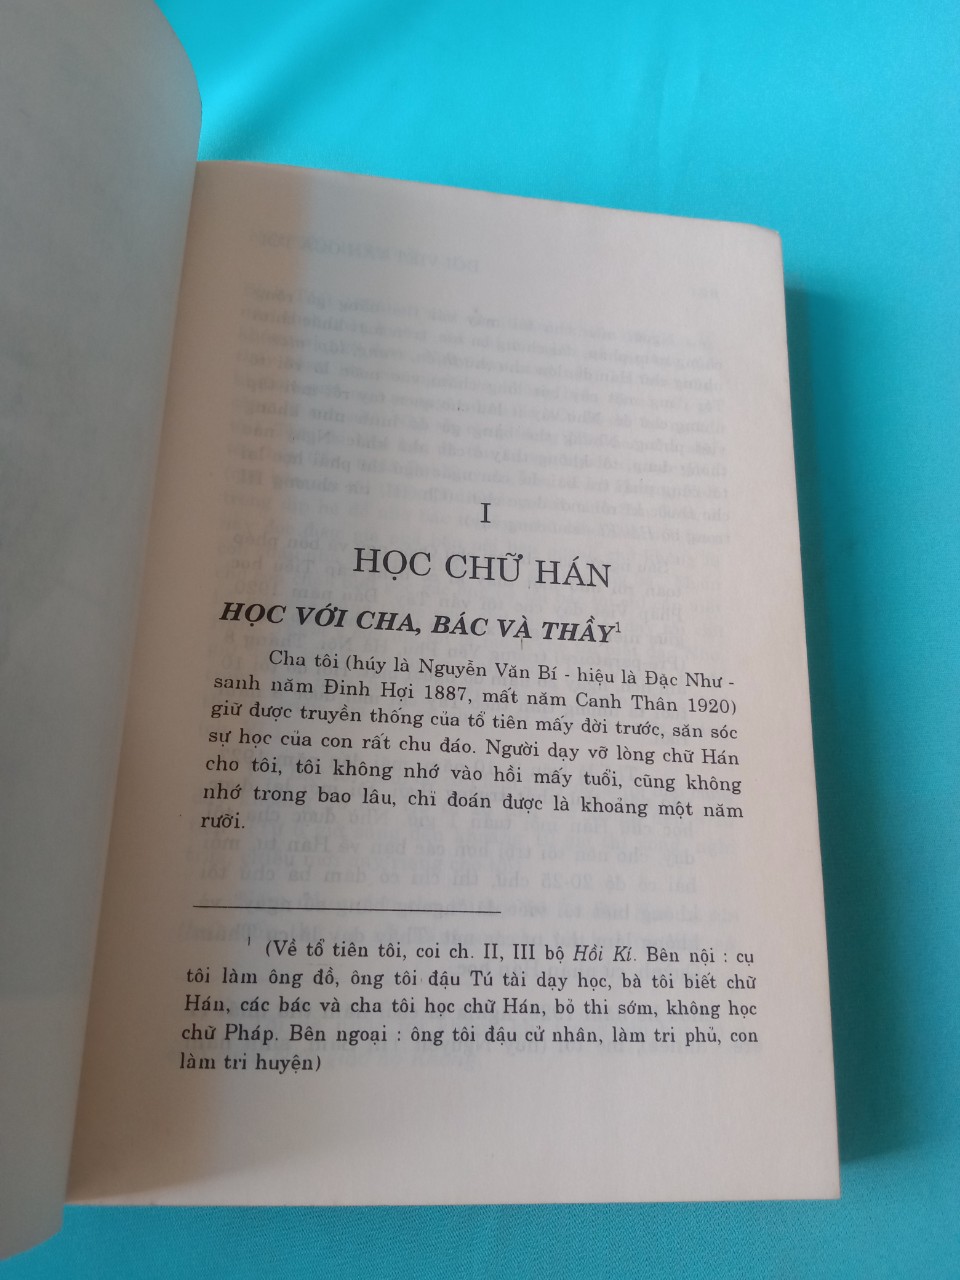 I
HỌC CHỮ HÁN
HỌC VỚI CHA, BÁC VÀ THẦY¹
Cha tôi (húy là Nguyễn Văn Bí - hiệu là Đặc Như -
sanh năm Đinh Hợi 1887, mất năm Canh Thân 1920)
giữ được truyền thống của tổ tiên mấy đời trước, săn sóc
sự học của con rất chu đáo. Người dạy vỡ lòng chữ Hán
cho tôi, tôi không nhớ vào hồi mấy tuổi, cũng không
nhớ trong bao lâu, chỉ đoán được là khoảng một năm
rưỡi.
¹ (Về tổ tiên tôi, coi ch. II, III bộ Hồi Kí. Bên nội : cụ
tôi làm ông đồ, ông tôi đậu Tú tài dạy học, bà tôi biết chữ
Hán, các bác và cha tôi học chữ Hán, bỏ thi sớm, không học
chữ Pháp. Bên ngoại : ông tôi đậu cử nhân, làm tri phủ, con
làm tri huyện)